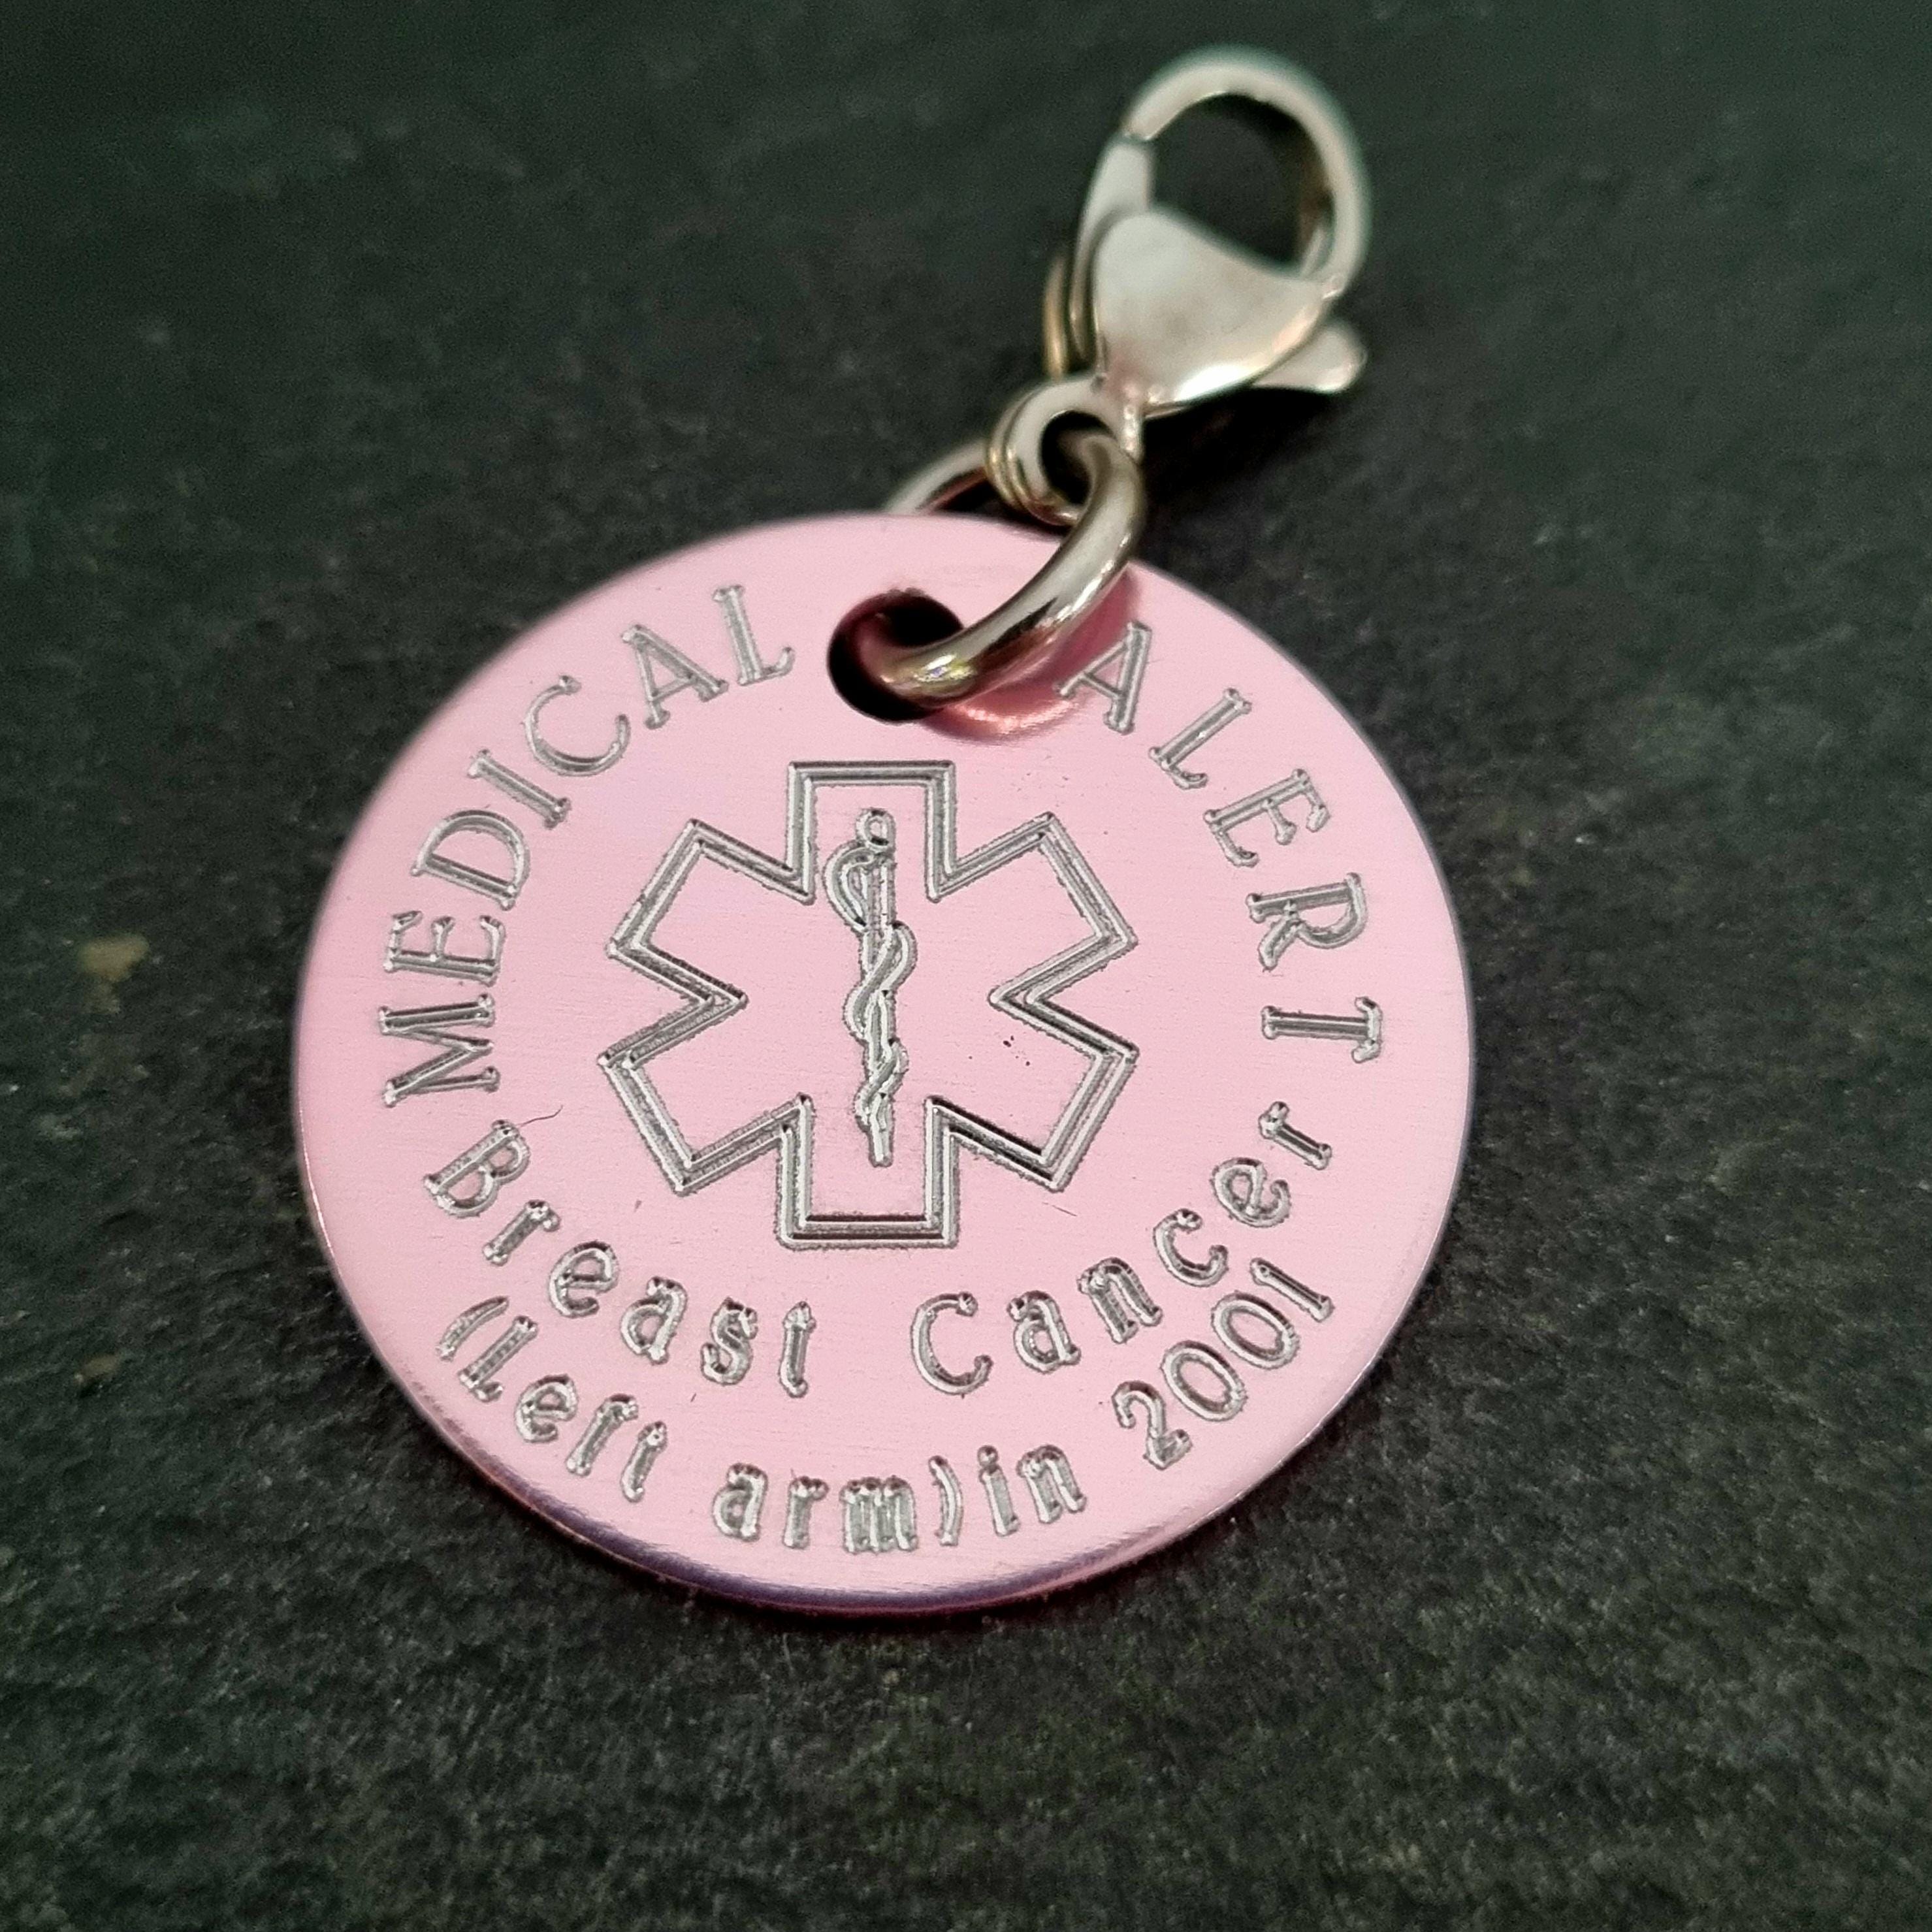 MEDICAL ALERT
Breast Cancer
(Left arm)in 2001